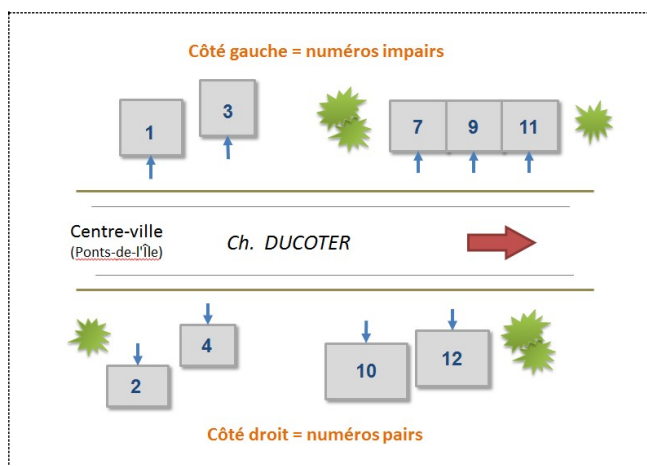 Côté gauche = numéros impairs
1
3
7
9
11
Centre-ville
(Ponts-de-l'Île)
Ch. DUCOTER
2
4
10
12
Côté droit = numéros pairs